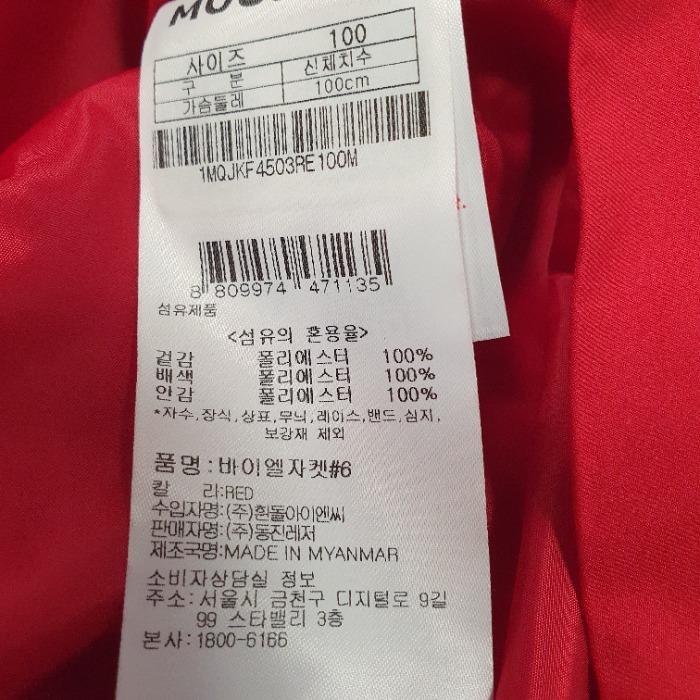 사이즈 100
구 분 신체치수
가슴둘레 100cm
1MQJKF4503RE100M
8 809974 471135
섬유제품
<섬유의 혼용율>
겉감 폴리에스터 100%
배색 폴리에스터 100%
안감 폴리에스터 100%
*자수,장식,상표,무늬,레이스,밴드,심지,
보강재 제외
품명:바이엘자켓#6
칼 리:RED
수입자명:(주)흰돌아이엔씨
판매자명:(주)동진레저
제조국명:MADE IN MYANMAR
소비자상담실 정보
주소:서울시 금천구 디지털로 9길
99 스타밸리 3층
본사:1800-6166